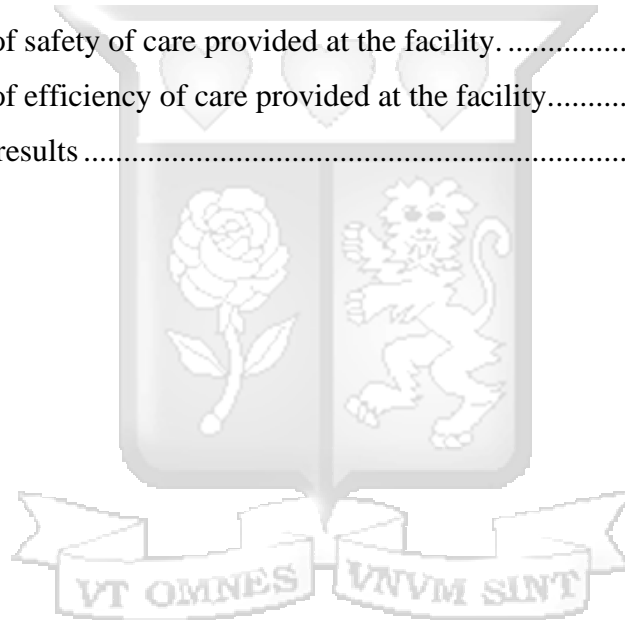 of safety of care provided at the facility. ...............
of efficiency of care provided at the facility..........
results .....................................................................
VT OMNES VNVM SINT